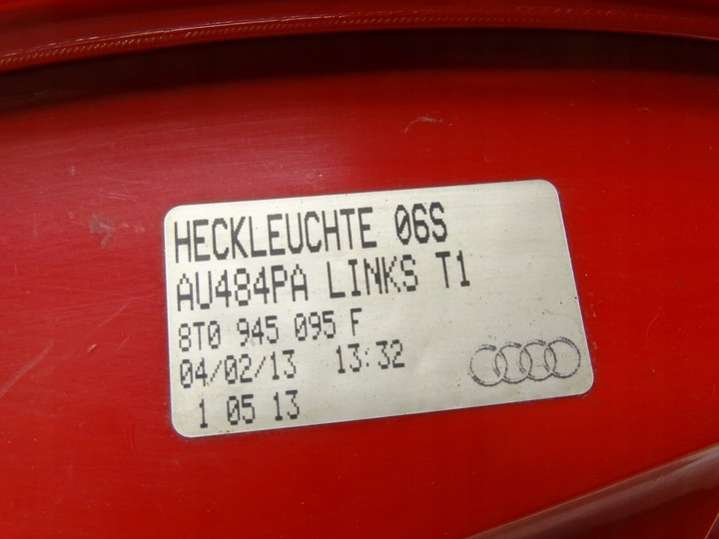 HECKLEUCHTE 06S
AU484PA LINKS T1
8T0 945 095 F
04/02/13 13:32
1 05 13